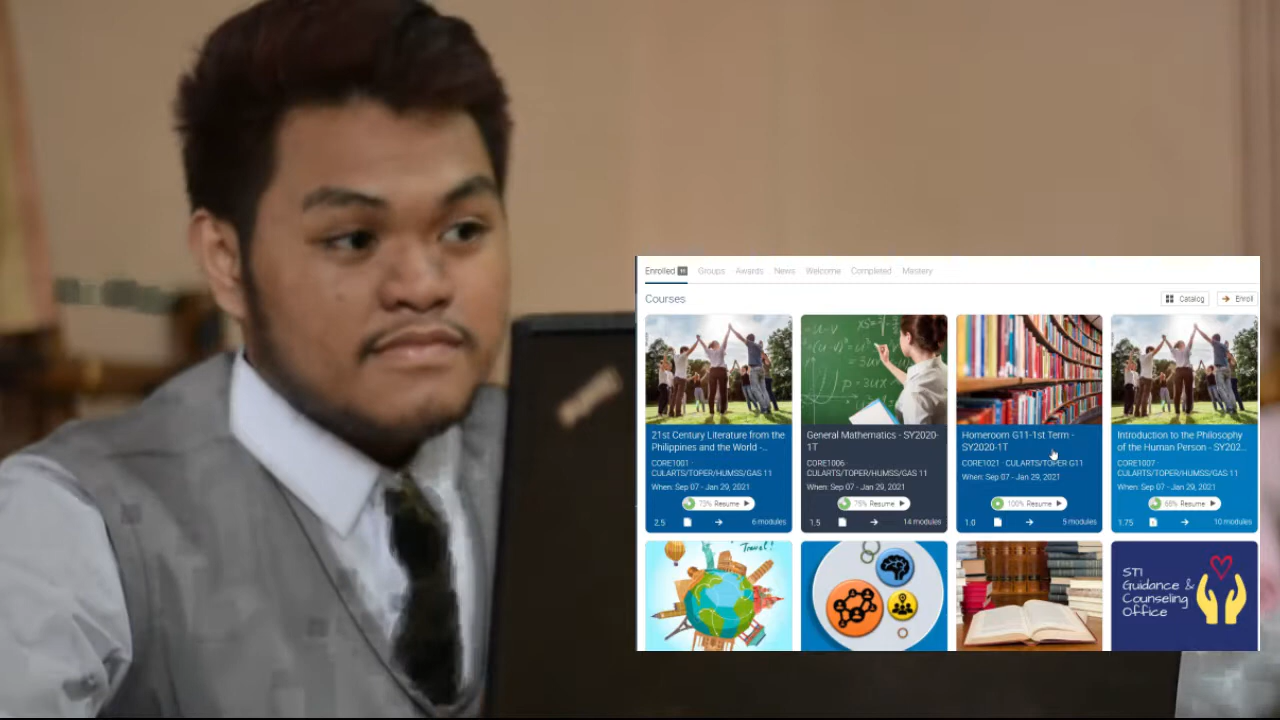 Enrolled 11 Groups Awards News Welcome Completed Mastery
Courses
Catalog
Enroll
21st Century Literature from the
Philippines and the World -...
CORE1001 ·
CULARTS/TOPER/HUMSS/GAS 11
When: Sep 07 - Jan 29, 2021
73% Resume
2.5
6 modules
General Mathematics - SY2020-
1T
CORE1006 ·
CULARTS/TOPER/HUMSS/GAS 11
When: Sep 07 - Jan 29, 2021
Resume
1.5
14 modules
Homeroom G11-1st Term -
SY2020-1T
CORE1021 · CULARTS/TOPER G11
When: Sep 07 - Jan 29, 2021
100% Resume
1.0
5 modules
Introduction to the Philosophy
of the Human Person - SY202...
CORE1007 ·
CULARTS/TOPER/HUMSS/GAS 11
When: Sep 07 - Jan 29, 2021
Resume
1.75
10 modules
Travel!
STI
Guidance &
Counseling
Office